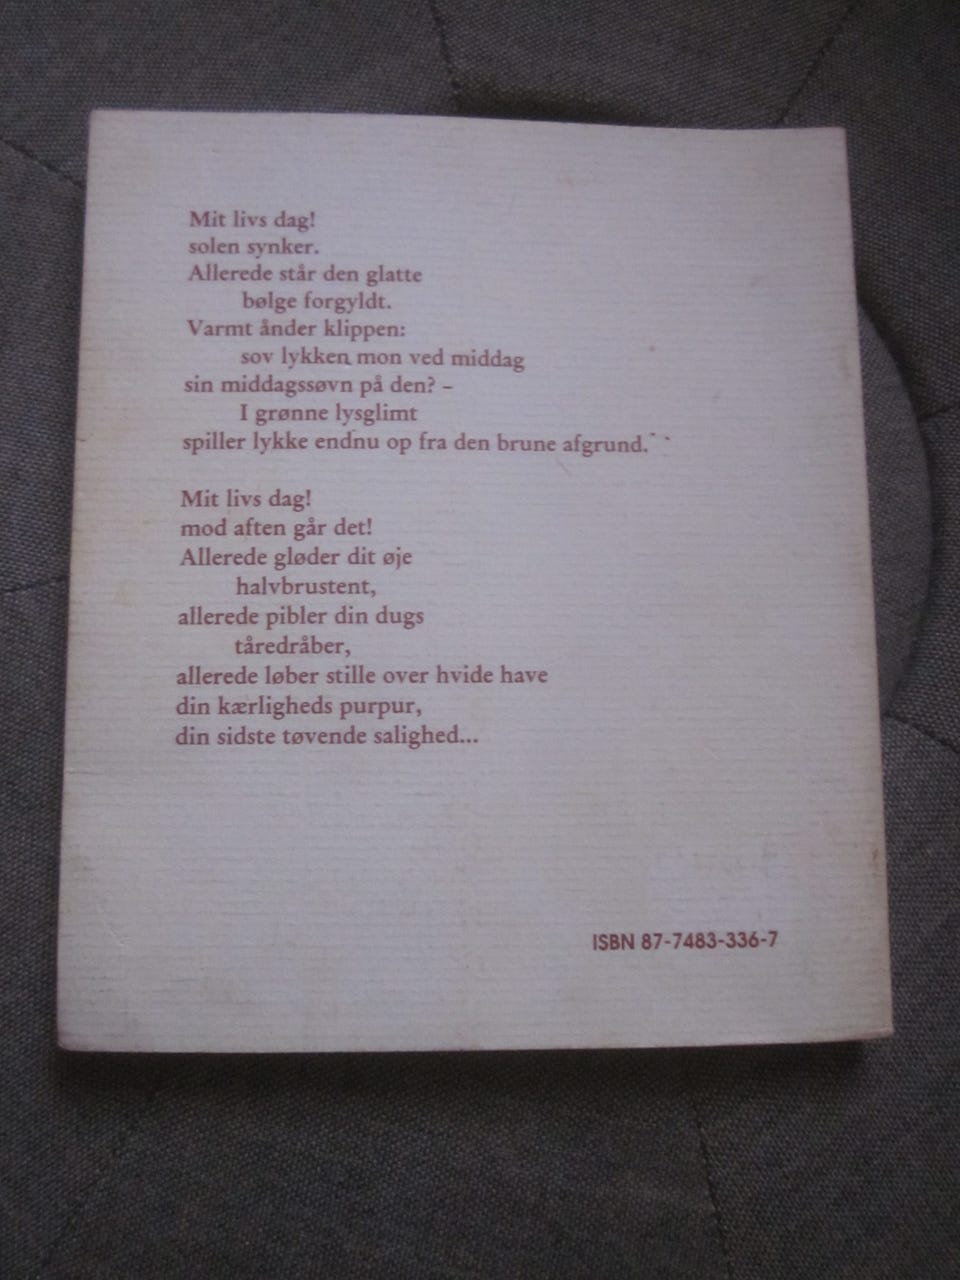 Mit livs dag!
solen synker.
Allerede står den glatte
bølge forgyldt.
Varmt ånder klippen:
sov lykken mon ved middag
sin middagssøvn på den? –
I grønne lysglimt
spiller lykke endnu op fra den brune afgrund.
Mit livs dag!
mod aften går det!
Allerede gløder dit øje
halvbrustent,
allerede pibler din dugs
tåredråber,
allerede løber stille over hvide have
din kærligheds purpur,
din sidste tøvende salighed...
ISBN 87-7483-336-7